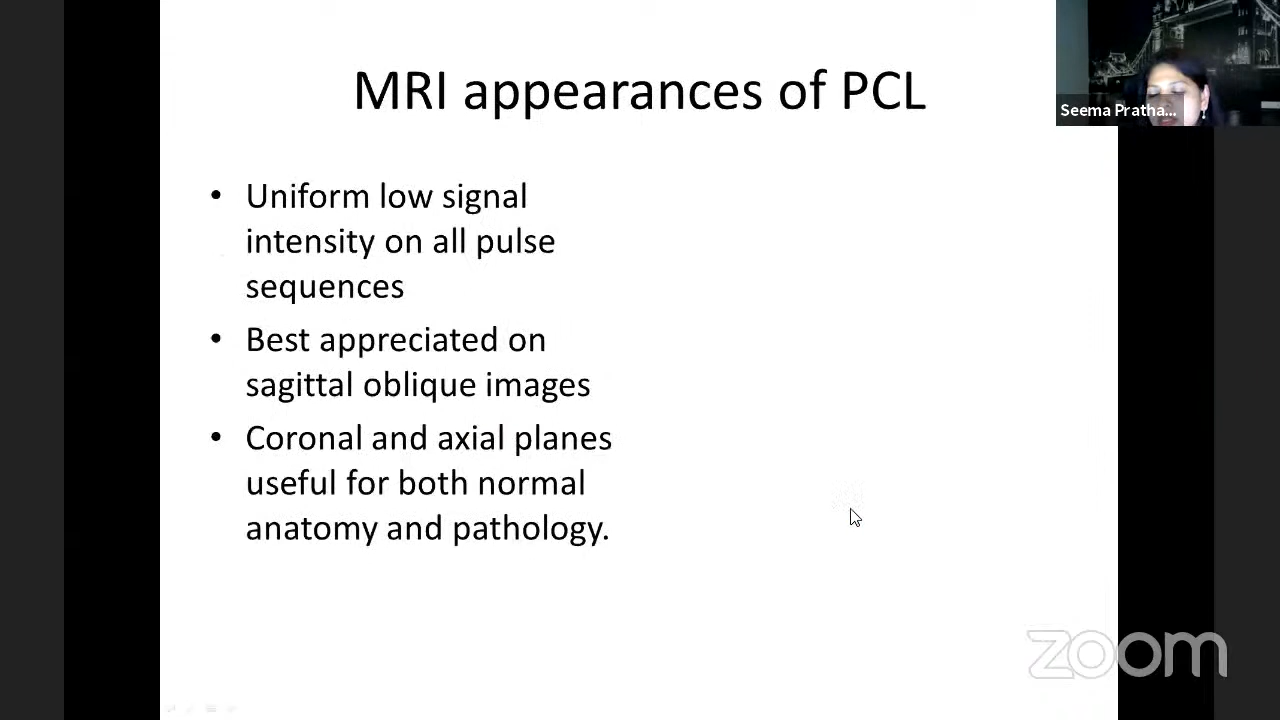 MRI appearances of PCL
Seema Pratha...
• Uniform low signal
intensity on all pulse
sequences
• Best appreciated on
sagittal oblique images
• Coronal and axial planes
useful for both normal
anatomy and pathology.
zoom